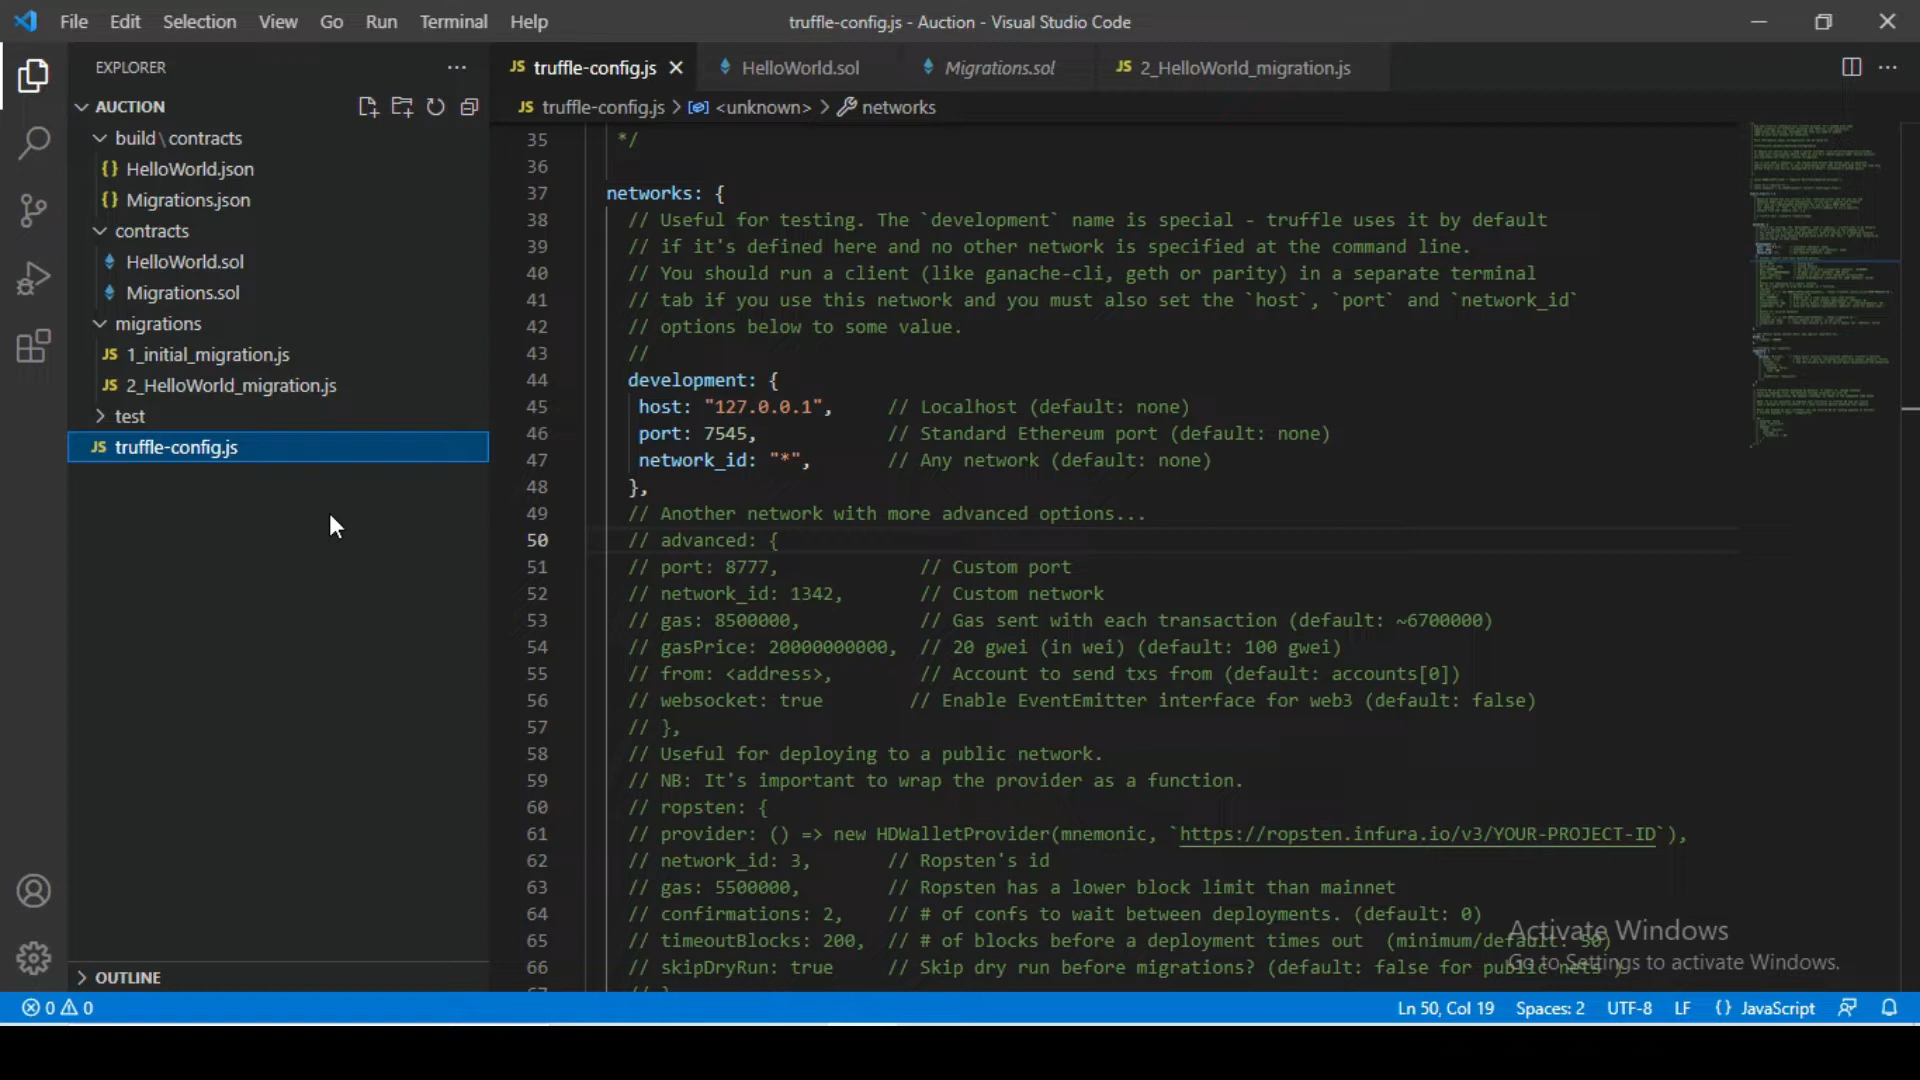 File Edit Selection View Go Run Terminal Help
truffle-config.js - Auction - Visual Studio Code
EXPLORER
AUCTION
build\contracts
{} HelloWorld.json
{} Migrations.json
contracts
HelloWorld.sol
Migrations.sol
migrations
JS 1_initial_migration.js
JS 2_HelloWorld_migration.js
test
JS truffle-config.js
OUTLINE
JS truffle-config.js HelloWorld.sol Migrations.sol JS 2_HelloWorld_migration.js
JS truffle-config.js > <unknown> > networks
35 */
36
37 networks: {
38 // Useful for testing. The `development` name is special - truffle uses it by default
39 // if it's defined here and no other network is specified at the command line.
40 // You should run a client (like ganache-cli, geth or parity) in a separate terminal
41 // tab if you use this network and you must also set the `host`, `port` and `network_id`
42 // options below to some value.
43 //
44 development: {
45 host: "127.0.0.1", // Localhost (default: none)
46 port: 7545, // Standard Ethereum port (default: none)
47 network_id: "*", // Any network (default: none)
48 },
49 // Another network with more advanced options...
50 // advanced: {
51 // port: 8777, // Custom port
52 // network_id: 1342, // Custom network
53 // gas: 8500000, // Gas sent with each transaction (default: ~6700000)
54 // gasPrice: 20000000000, // 20 gwei (in wei) (default: 100 gwei)
55 // from: <address>, // Account to send txs from (default: accounts[0])
56 // websocket: true // Enable EventEmitter interface for web3 (default: false)
57 // },
58 // Useful for deploying to a public network.
59 // NB: It's important to wrap the provider as a function.
60 // ropsten: {
61 // provider: () => new HDWalletProvider(mnemonic, `https://ropsten.infura.io/v3/YOUR-PROJECT-ID`),
62 // network_id: 3, // Ropsten's id
63 // gas: 5500000, // Ropsten has a lower block limit than mainnet
64 // confirmations: 2, // # of confs to wait between deployments. (default: 0)
65 // timeoutBlocks: 200, // # of blocks before a deployment times out (minimum/default: 50)
66 // skipDryRun: true // Skip dry run before migrations? (default: false for public nets )
Activate Windows
Go to Settings to activate Windows.
0 0
Ln 50, Col 19 Spaces: 2 UTF-8 LF {} JavaScript